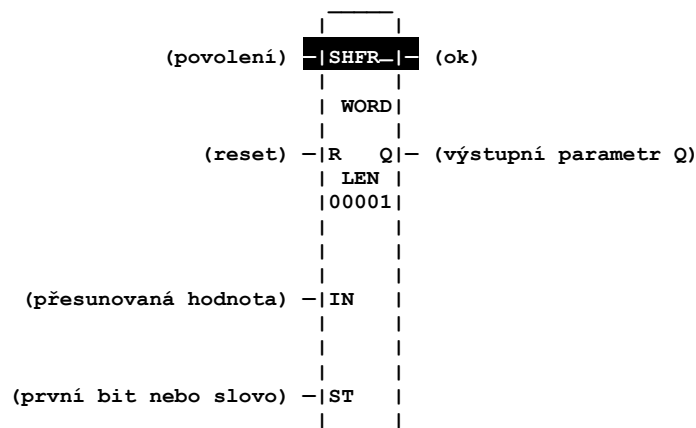 (povolení) SHFR (ok)
WORD
(reset) R Q (výstupní parametr Q)
LEN
00001
(přesunovaná hodnota) IN
(první bit nebo slovo) ST